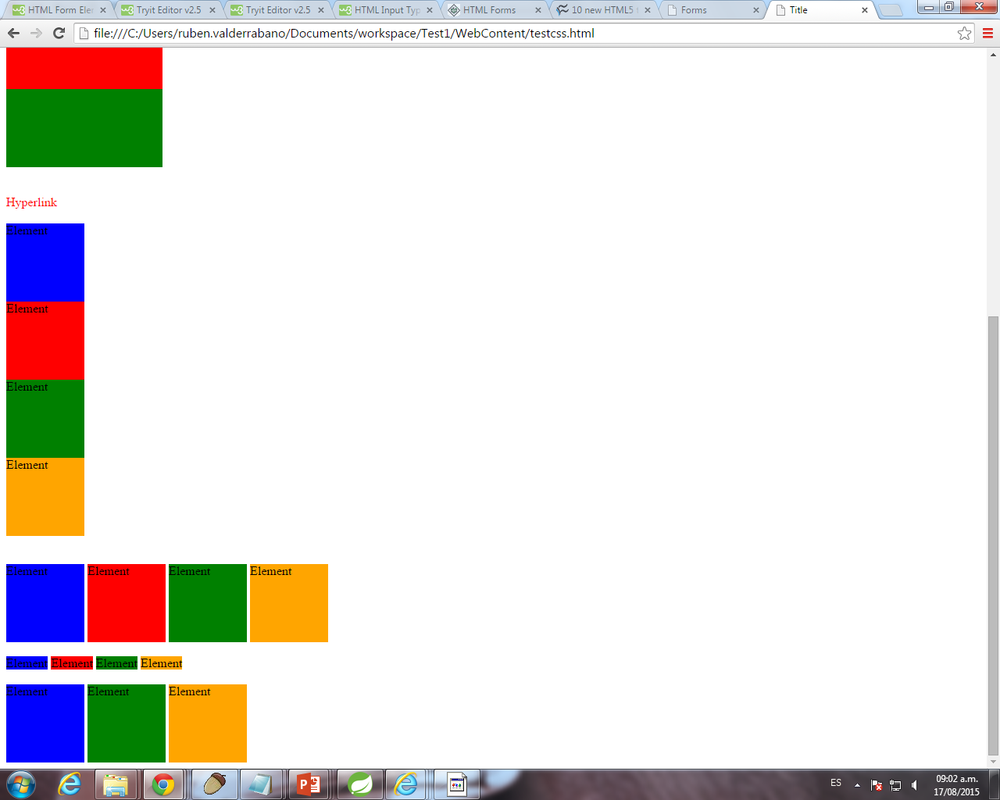 HTML Form Ele
Tryit Editor v2.5
Tryit Editor v2.5
HTML Input Typ
HTML Forms
10 new HTML5 t
Forms
Title
file:///C:/Users/ruben.valderrabano/Documents/workspace/Test1/WebContent/testcss.html
Hyperlink
Element
Element
Element
Element
Element Element Element Element
Element Element Element Element
Element Element Element
ES
09:02 a.m.
17/08/2015